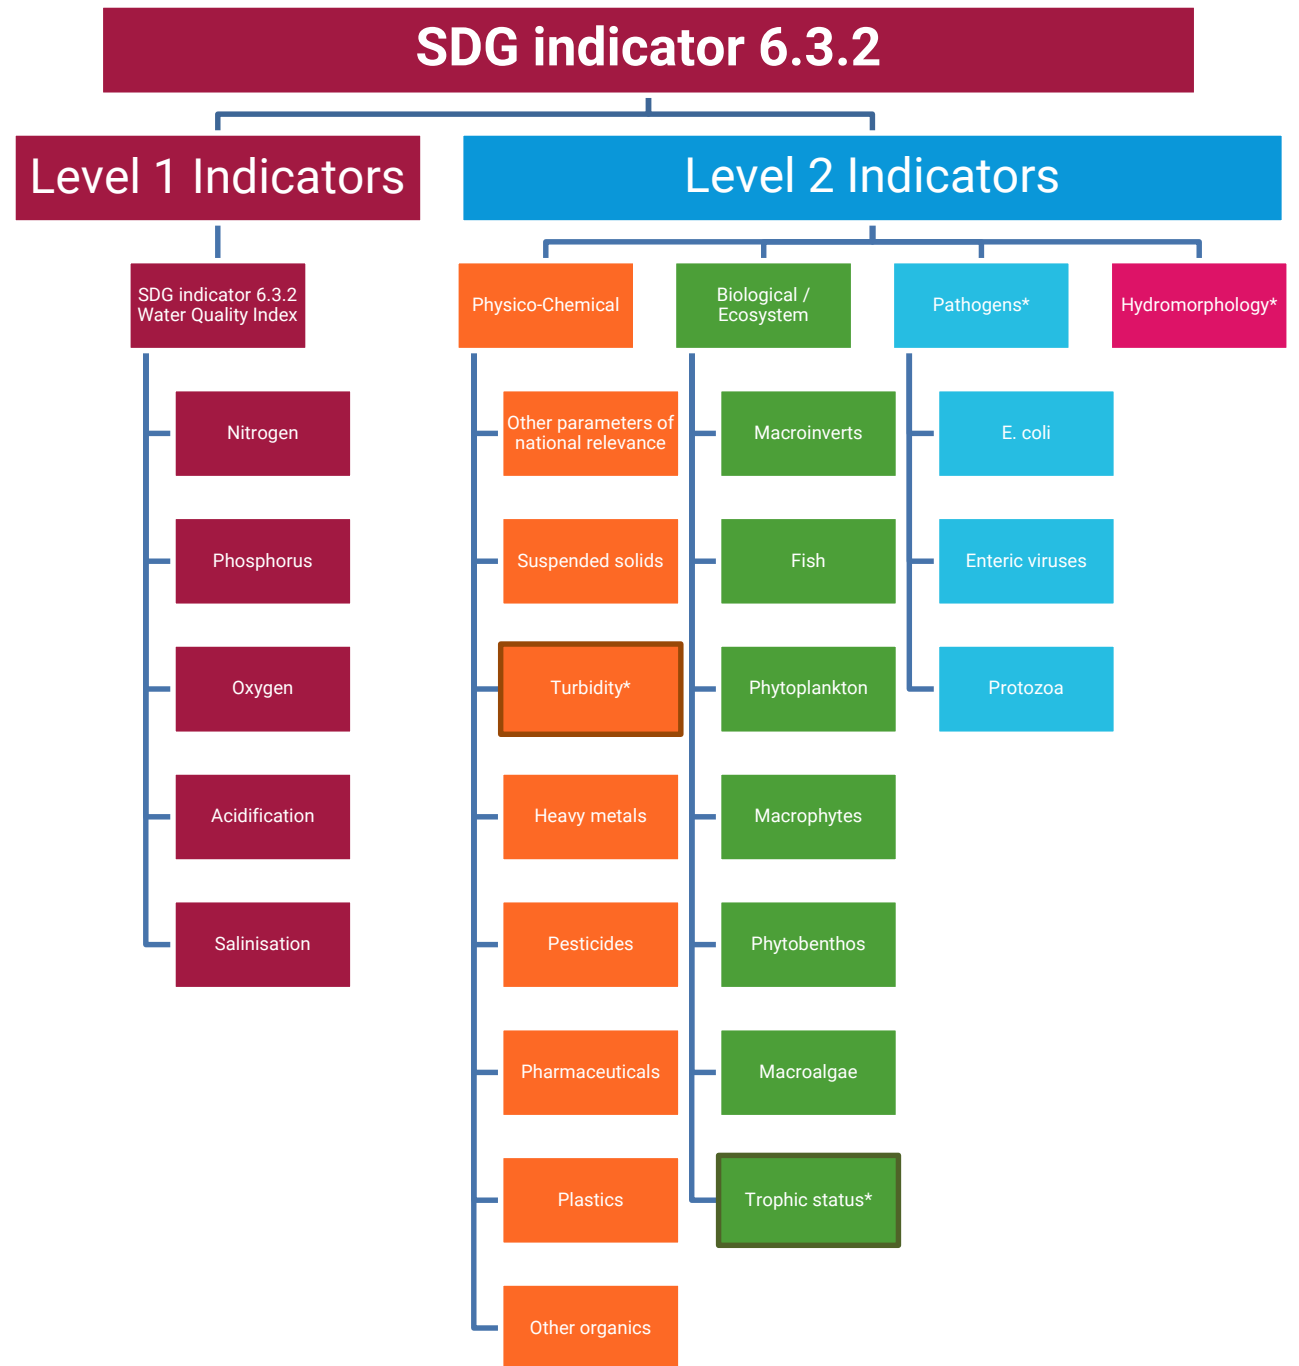 SDG indicator 6.3.2
Level 1 Indicators
Level 2 Indicators
SDG indicator 6.3.2
Water Quality Index
Nitrogen
Phosphorus
Oxygen
Acidification
Salinisation
Physico-Chemical
Other parameters of
national relevance
Suspended solids
Turbidity*
Heavy metals
Pesticides
Pharmaceuticals
Plastics
Other organics
Biological /
Ecosystem
Macroinverts
Fish
Phytoplankton
Macrophytes
Phytobenthos
Macroalgae
Trophic status*
Pathogens*
E. coli
Enteric viruses
Protozoa
Hydromorphology*